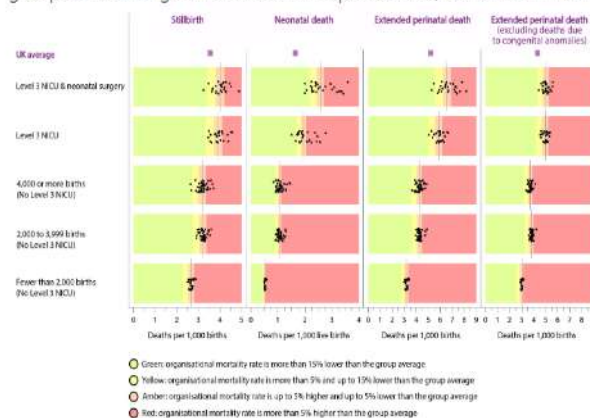 Stillbirth
Neonatal death
Extended perinatal death
Extended perinatal death
(excluding deaths due
to congenital anomalies)
UK average
Level 3 NICU & neonatal surgery
Level 3 NICU
4,000 or more births
(No Level 3 NICU)
2,000 to 3,999 births
(No Level 3 NICU)
Fewer than 2,000 births
(No Level 3 NICU)
0 1 2 3 4 5
0 1 2 3 4
0 1 2 3 4 5 6 7 8 9
0 1 2 3 4 5 6 7 8
Deaths per 1,000 births
Deaths per 1,000 live births
Deaths per 1,000 births
Deaths per 1,000 births
Green: organisational mortality rate is more than 15% lower than the group average
Yellow: organisational mortality rate is more than 5% and up to 15% lower than the group average
Amber: organisational mortality rate is up to 5% higher and up to 5% lower than the group average
Red: organisational mortality rate is more than 5% higher than the group average